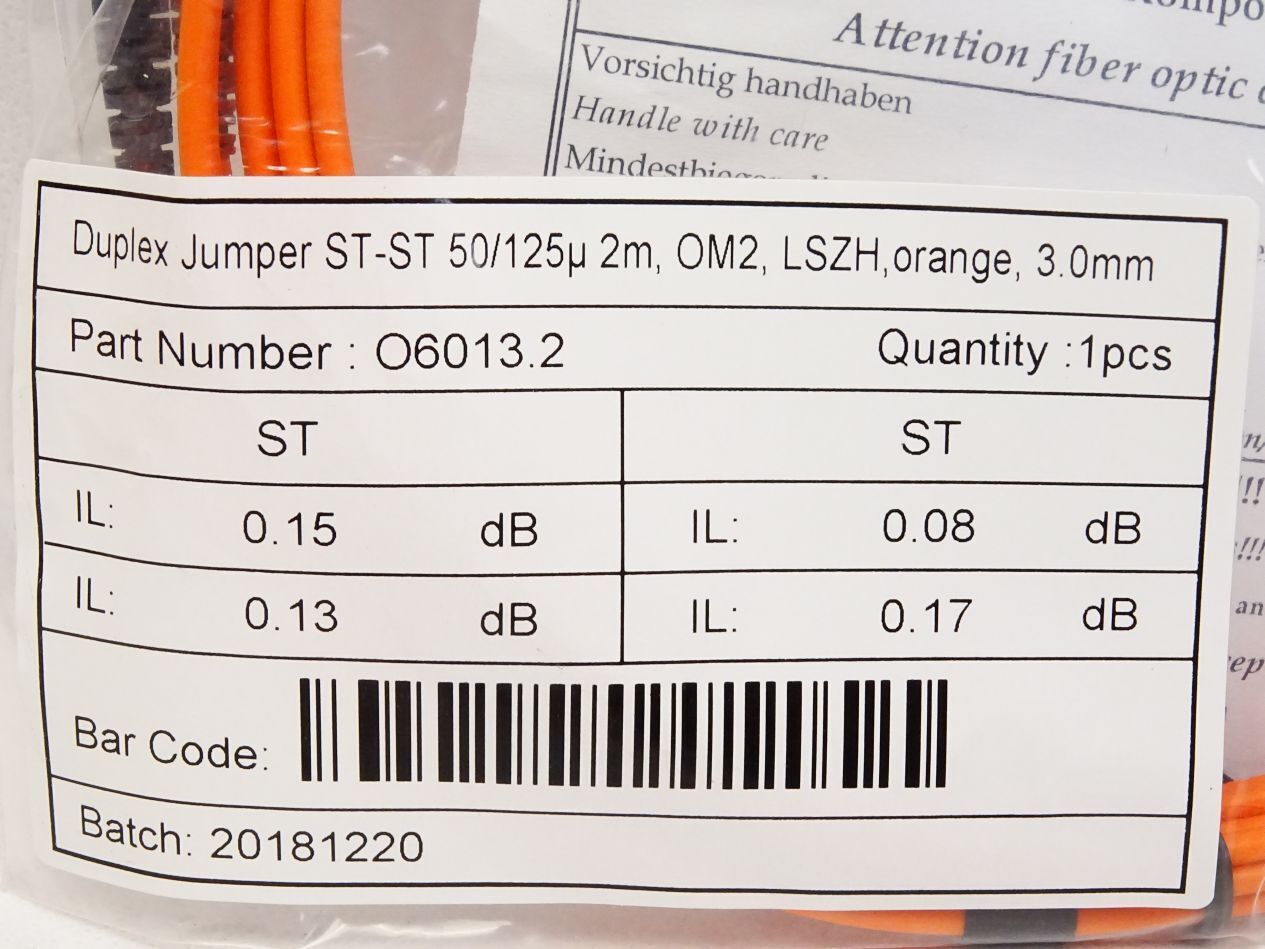 Attention fiber optic
Vorsichtig handhaben
Handle with care
Duplex Jumper ST-ST 50/125µ 2m, OM2, LSZH,orange, 3.0mm
Part Number : O6013.2 Quantity :1pcs
ST ST
IL: 0.15 dB IL: 0.08 dB
IL: 0.13 dB IL: 0.17 dB
Bar Code:
Batch: 20181220